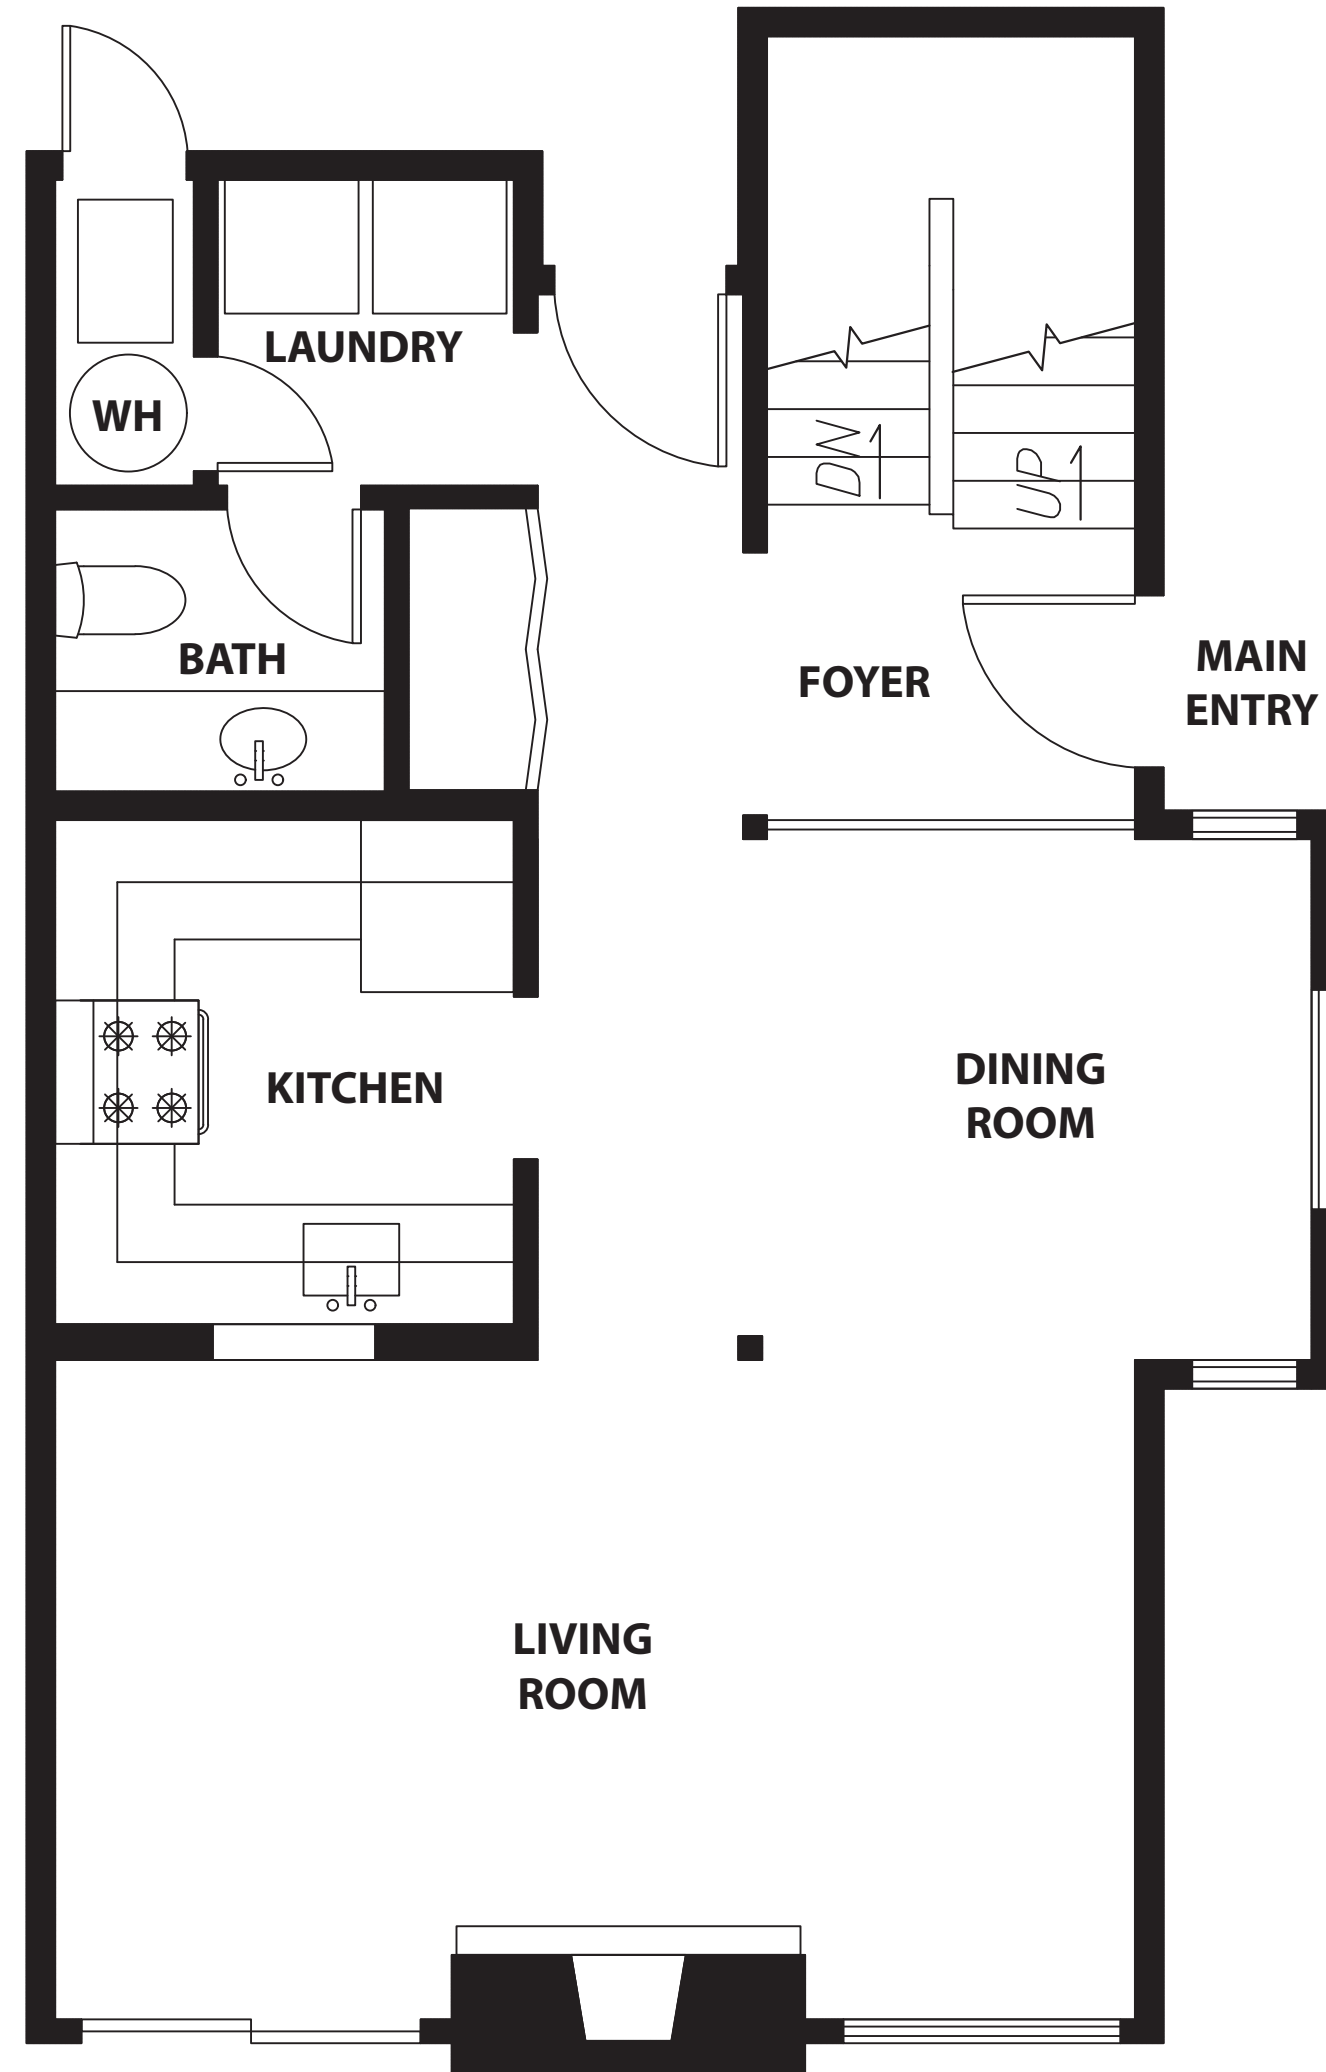 LAUNDRY
WH
DN
UP
BATH
FOYER
MAIN
ENTRY
KITCHEN
DINING
ROOM
LIVING
ROOM